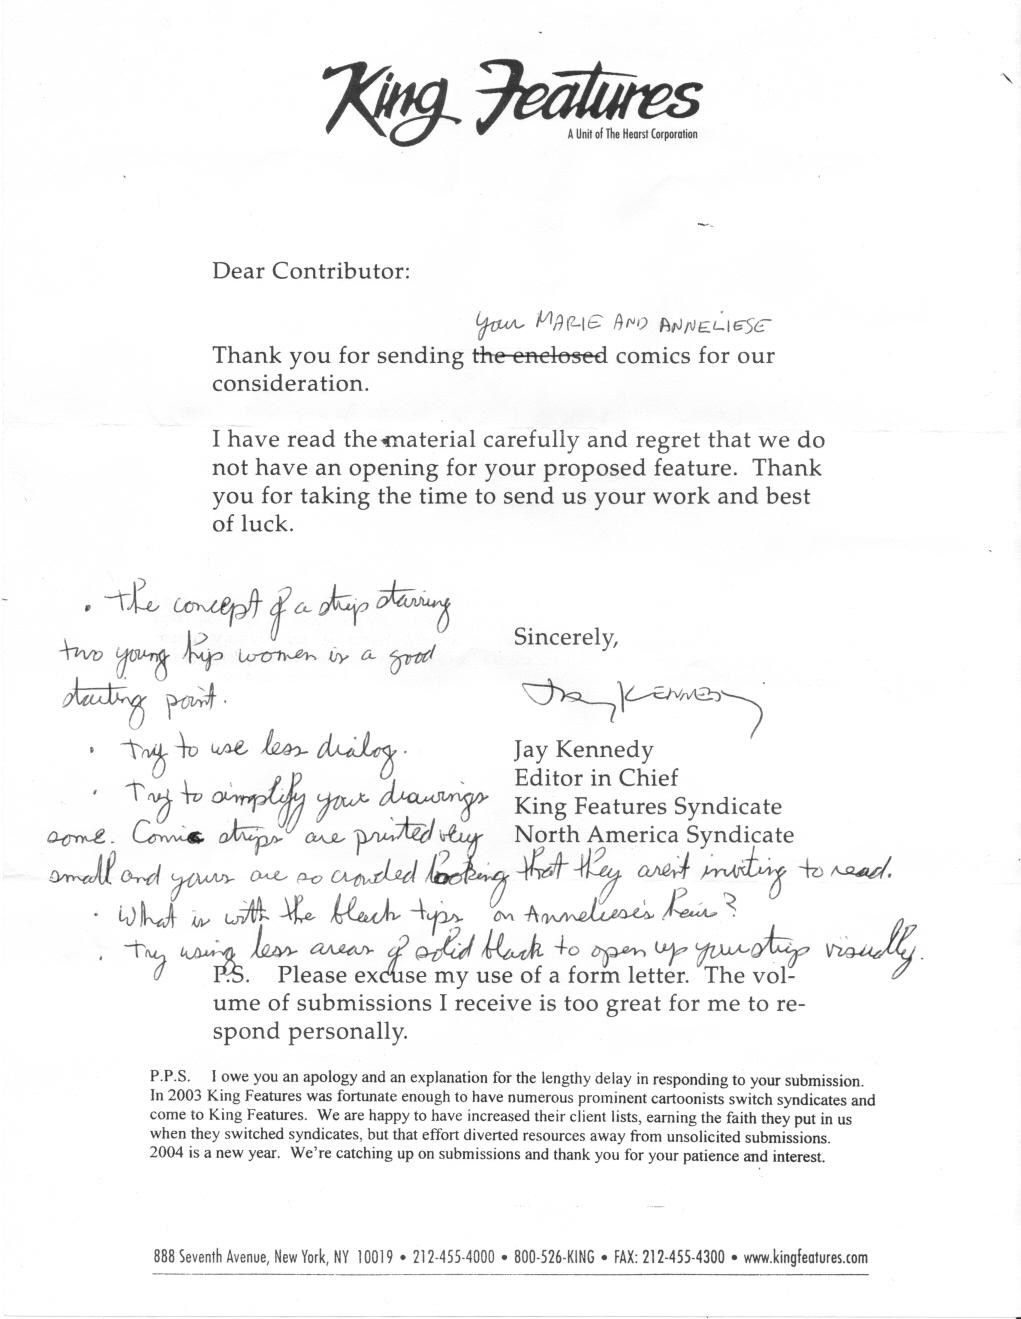 King Features
A Unit of The Hearst Corporation
Dear Contributor:
Your MARIE AND ANNELIESE
Thank you for sending the enclosed comics for our
consideration.
I have read the material carefully and regret that we do
not have an opening for your proposed feature. Thank
you for taking the time to send us your work and best
of luck.
• The concept of a strip starring
two young hip women is a good
starting point.
• Try to use less dialog.
• Try to simplify your drawings
some. Comic strips are printed very
small and yours are so crowded looking that they aren't inviting to read.
• What is with the black tips on Anneliese's hair?
• Try using less areas of solid black to open up your strip visually.
Sincerely,
Jay Kennedy
Jay Kennedy
Editor in Chief
King Features Syndicate
North America Syndicate
P.S. Please excuse my use of a form letter. The vol-
ume of submissions I receive is too great for me to re-
spond personally.
P.P.S. I owe you an apology and an explanation for the lengthy delay in responding to your submission.
In 2003 King Features was fortunate enough to have numerous prominent cartoonists switch syndicates and
come to King Features. We are happy to have increased their client lists, earning the faith they put in us
when they switched syndicates, but that effort diverted resources away from unsolicited submissions.
2004 is a new year. We're catching up on submissions and thank you for your patience and interest.
888 Seventh Avenue, New York, NY 10019 • 212-455-4000 • 800-526-KING • FAX: 212-455-4300 • www.kingfeatures.com